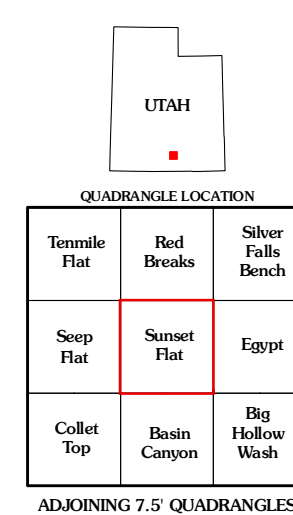 UTAH
QUADRANGLE LOCATION
Tenmile
Flat
Red
Breaks
Silver
Falls
Bench
Seep
Flat
Sunset
Flat
Egypt
Collet
Top
Basin
Canyon
Big
Hollow
Wash
ADJOINING 7.5' QUADRANGLES